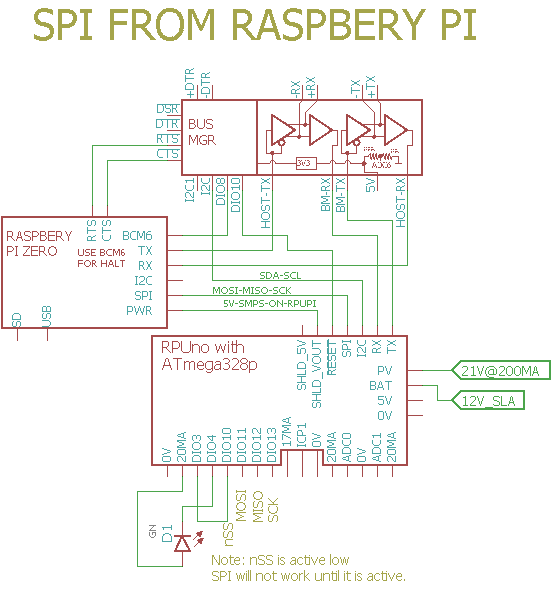 SPI FROM RASPBERY PI
+DTR
-DTR
-RX
+RX
-TX
+TX
DSR
DTR
RTS
CTS
BUS
MGR
3V3
ADC6
I2C1
I2C
DIO8
DIO10
HOST-TX
BM-RX
BM-TX
5V
HOST-RX
RASPBERY
PI ZERO
RTS
CTS
USE BCM6
FOR HALT
BCM6
TX
RX
I2C
SPI
PWR
SD
USB
SDA-SCL
MOSI-MISO-SCK
5V-SMPS-ON-RPUPI
RPUno with
ATmega328p
SHLD_5V
SHLD_VOUT
RESET
SPI
I2C
RX
TX
PV
BAT
5V
0V
21V@200MA
12V_SLA
0V
20MA
DIO3
DIO4
DIO10
DIO11
DIO12
DIO13
17MA
ICP1
0V
20MA
ADC0
0V
ADC1
20MA
GN
D1
nSS
MOSI
MISO
SCK
Note: nSS is active low
SPI will not work until it is active.